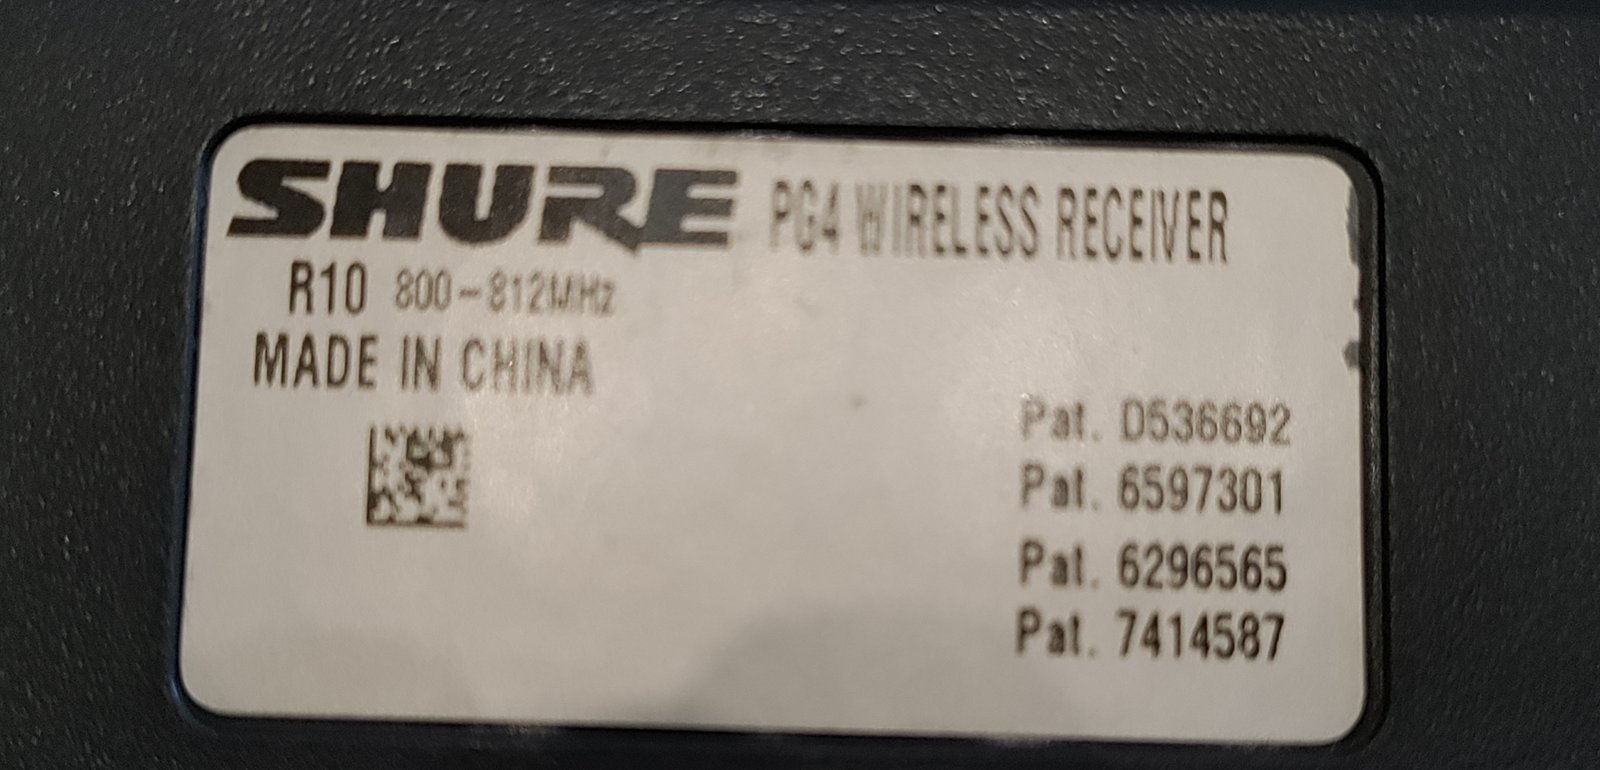 SHURE PG4 WIRELESS RECEIVER
R10 800-812MHz
MADE IN CHINA
Pat. D536692
Pat. 6597301
Pat. 6296565
Pat. 7414587